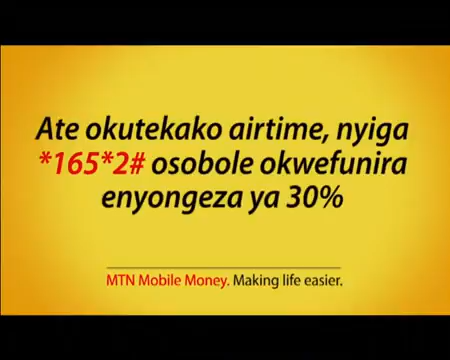 Ate okutekako airtime, nyiga
*165*2# osobole okwefunira
enyongeza ya 30%
MTN Mobile Money. Making life easier.